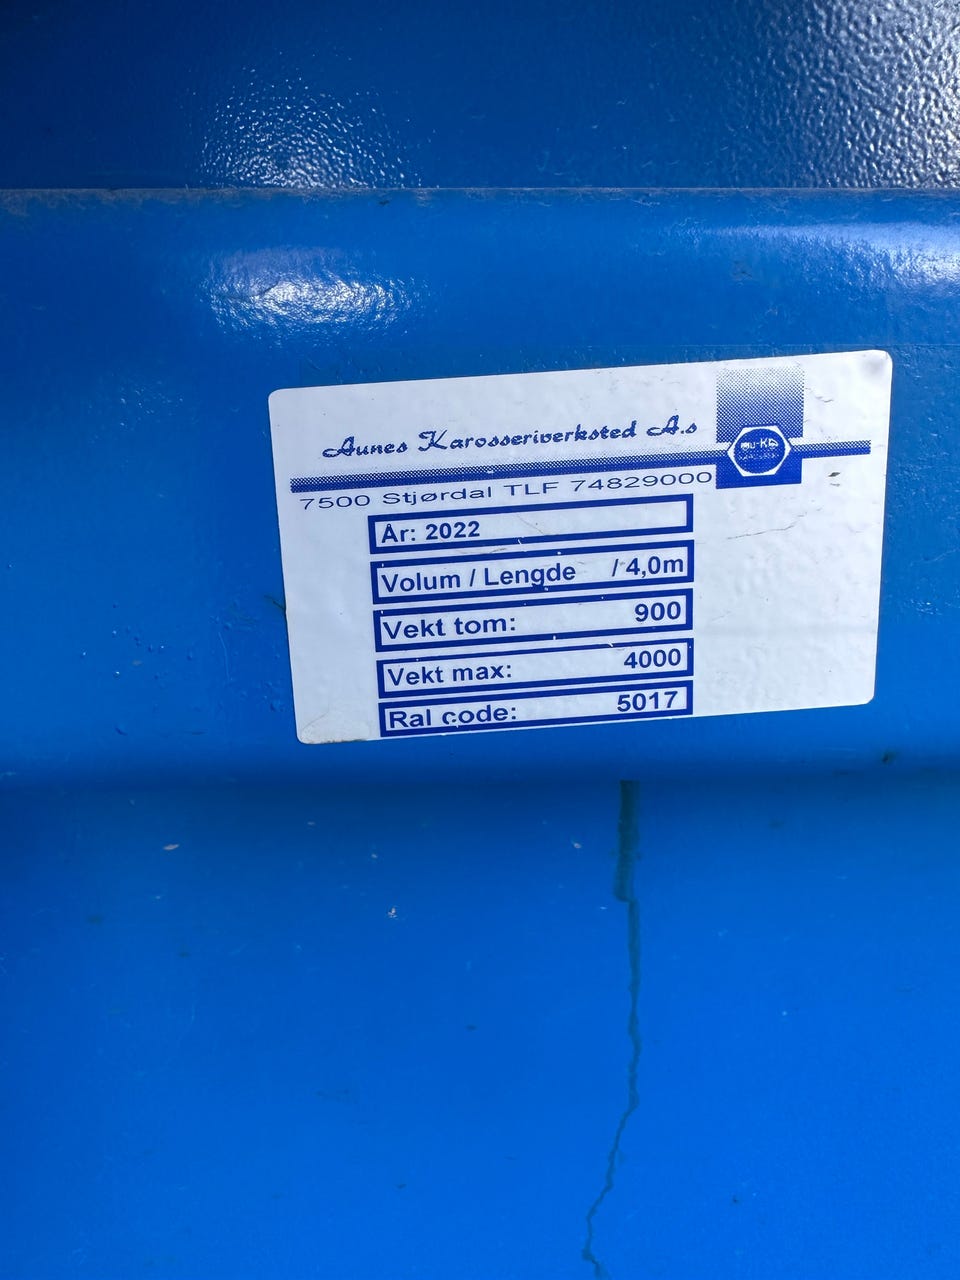 Aunes Karosseriverksted A.s
7500 Stjørdal TLF 74829000
År: 2022
Volum / Lengde / 4,0m
Vekt tom: 900
Vekt max: 4000
Ral code: 5017